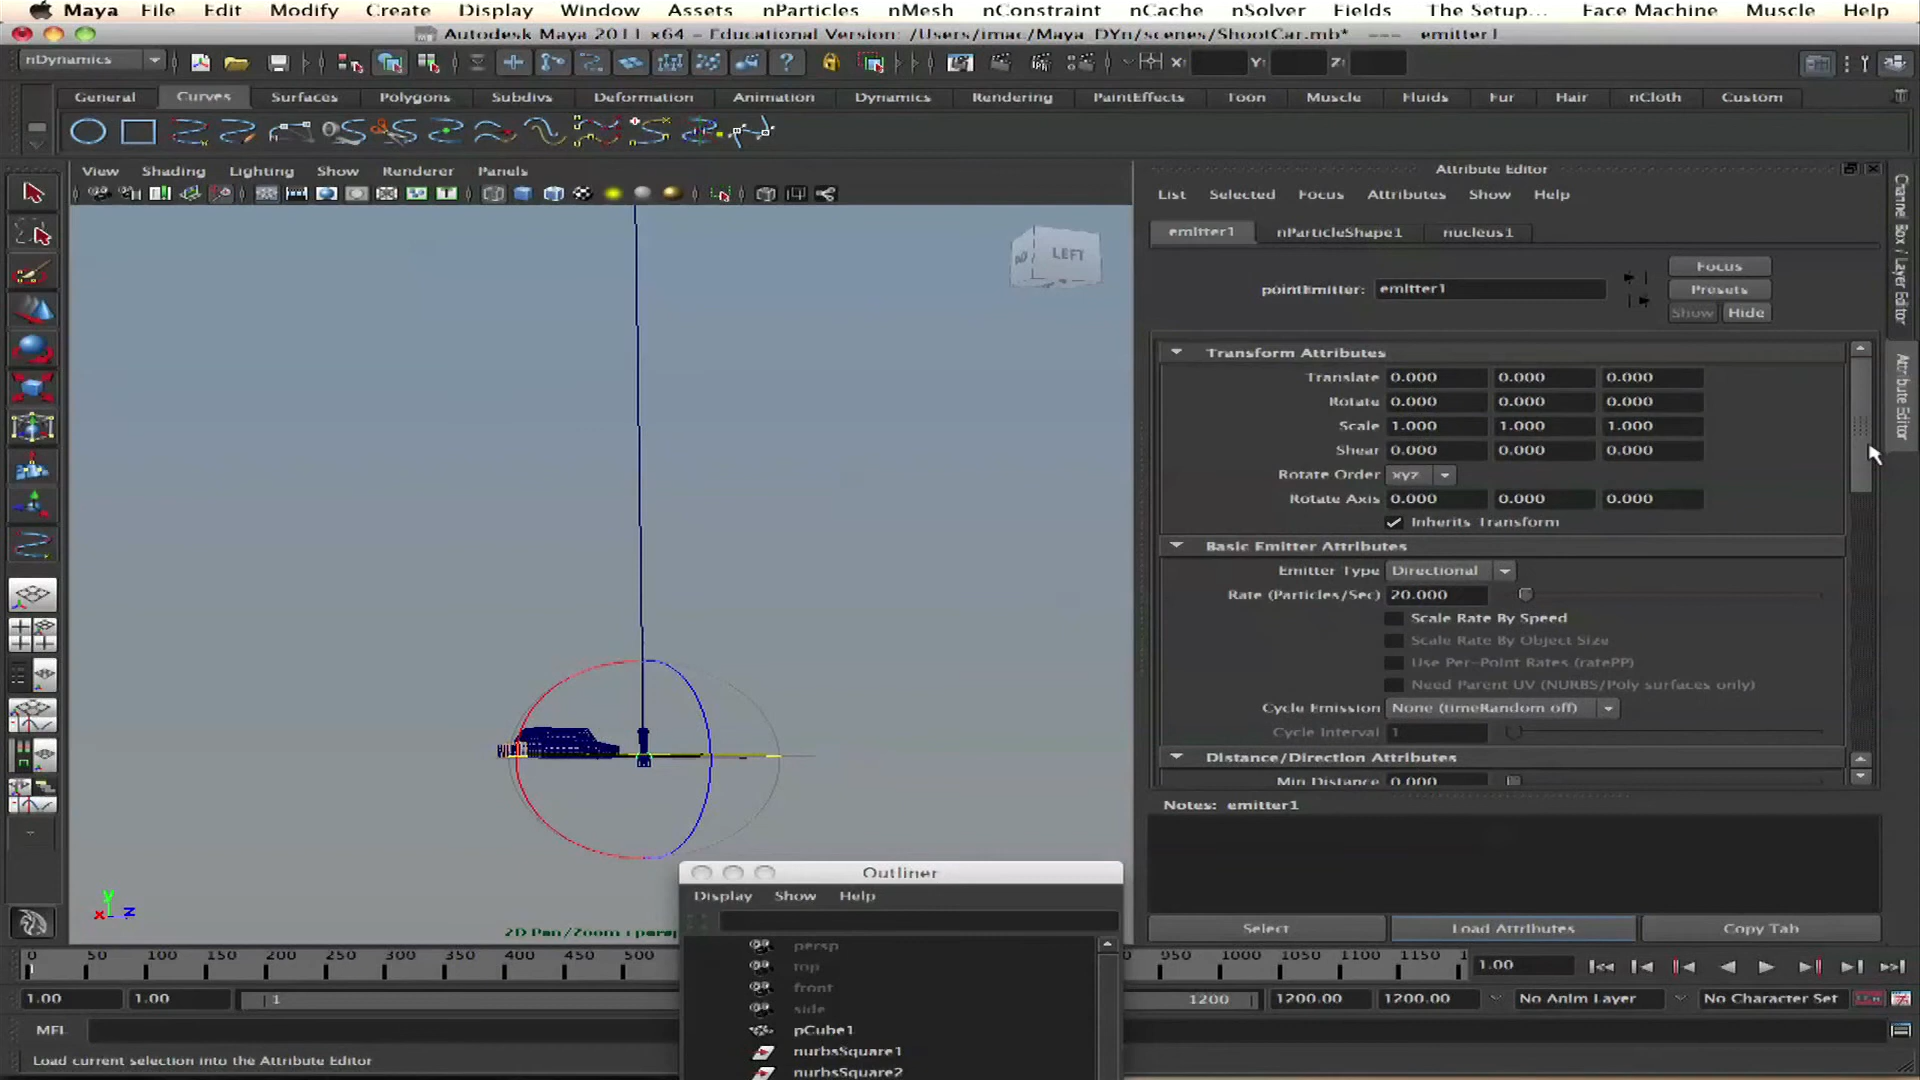 Maya File Edit Modify Create Display Window Assets nParticles nMesh nConstraint nCache nSolver Fields The Setup... Face Machine Muscle Help
Autodesk Maya 2011 x64 – Educational Version: /Users/imac/Maya_DYn/scenes/ShootCar.mb* --- emitter1
nDynamics X: Y: Z:
General Curves Surfaces Polygons Subdivs Deformation Animation Dynamics Rendering PaintEffects Toon Muscle Fluids Fur Hair nCloth Custom
View Shading Lighting Show Renderer Panels
LEFT
Attribute Editor
List Selected Focus Attributes Show Help
emitter1 nParticleShape1 nucleus1
Focus
pointEmitter: emitter1 Presets
Show Hide
Transform Attributes
Translate 0.000 0.000 0.000
Rotate 0.000 0.000 0.000
Scale 1.000 1.000 1.000
Shear 0.000 0.000 0.000
Rotate Order xyz
Rotate Axis 0.000 0.000 0.000
Inherits Transform
Basic Emitter Attributes
Emitter Type Directional
Rate (Particles/Sec) 20.000
Scale Rate By Speed
Scale Rate By Object Size
Use Per-Point Rates (ratePP)
Need Parent UV (NURBS/Poly surfaces only)
Cycle Emission None (timeRandom off)
Cycle Interval 1
Distance/Direction Attributes
Min Distance 0.000
Notes: emitter1
Select Load Attributes Copy Tab
Channel Box / Layer Editor
Attribute Editor
y
x z
2D Pan/Zoom : persp
Outliner
Display Show Help
persp
top
front
side
pCube1
nurbsSquare1
nurbsSquare2
0 50 100 150 200 250 300 350 400 450 500 950 1000 1050 1100 1150 1 1.00
1.00 1.00 1 1200 1200.00 1200.00 No Anim Layer No Character Set
MEL
Load current selection into the Attribute Editor